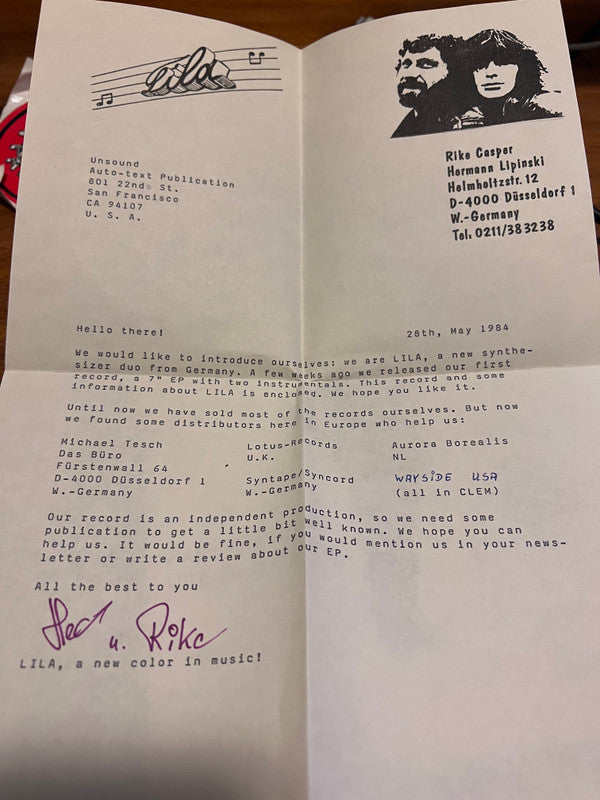 Lila
Rike Casper
Hermann Lipinski
Helmholtzstr. 12
D-4000 Düsseldorf 1
W.-Germany
Tel. 0211/383238
Unsound
Auto-text Publication
801 22nds St.
San Francisco
CA 94107
U. S. A.
Hello there!
28th, May 1984
We would like to introduce ourselves: we are LILA, a new synthe-
sizer duo from Germany. A few weeks ago we released our first
record, a 7" EP with two instrumentals. This record and some
information about LILA is enclosed. We hope you like it.
Until now we have sold most of the records ourselves. But now
we found some distributors here in Europe who help us:
Michael Tesch
Das Büro
Fürstenwall 64
D-4000 Düsseldorf 1
W.-Germany
Lotus-Records
U.K.
Syntape/Syncord
W.-Germany
Aurora Borealis
NL
WAYSiDE USA
(all in CLEM)
Our record is an independent production, so we need some
publication to get a little bit well known. We hope you can
help us. It would be fine, if you would mention us in your news-
letter or write a review about our EP.
All the best to you
u. Rike
LILA, a new color in music!